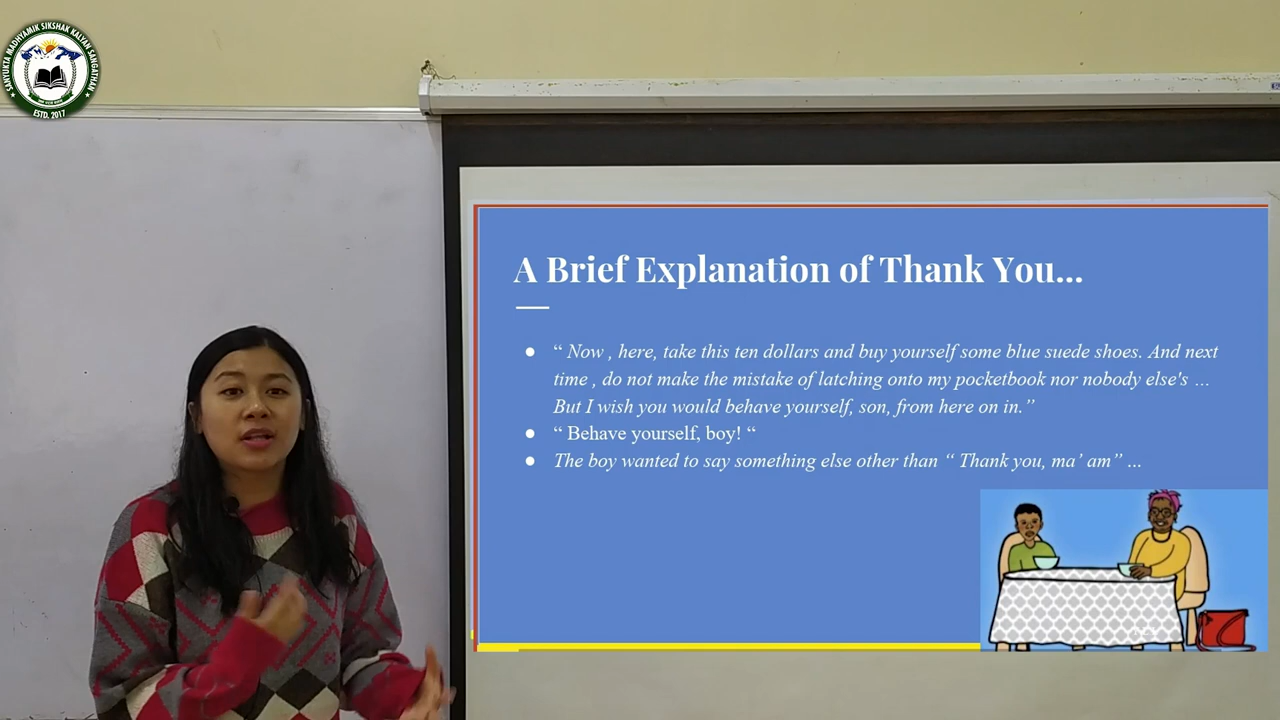 SANYUKTA MADHYAMIK SIKSHAK KALYAN SANGATHAN
ESTD. 2017
A Brief Explanation of Thank You...
“ Now , here, take this ten dollars and buy yourself some blue suede shoes. And next
time , do not make the mistake of latching onto my pocketbook nor nobody else's ...
But I wish you would behave yourself, son, from here on in.”
“ Behave yourself, boy! “
The boy wanted to say something else other than “ Thank you, ma’ am” ...